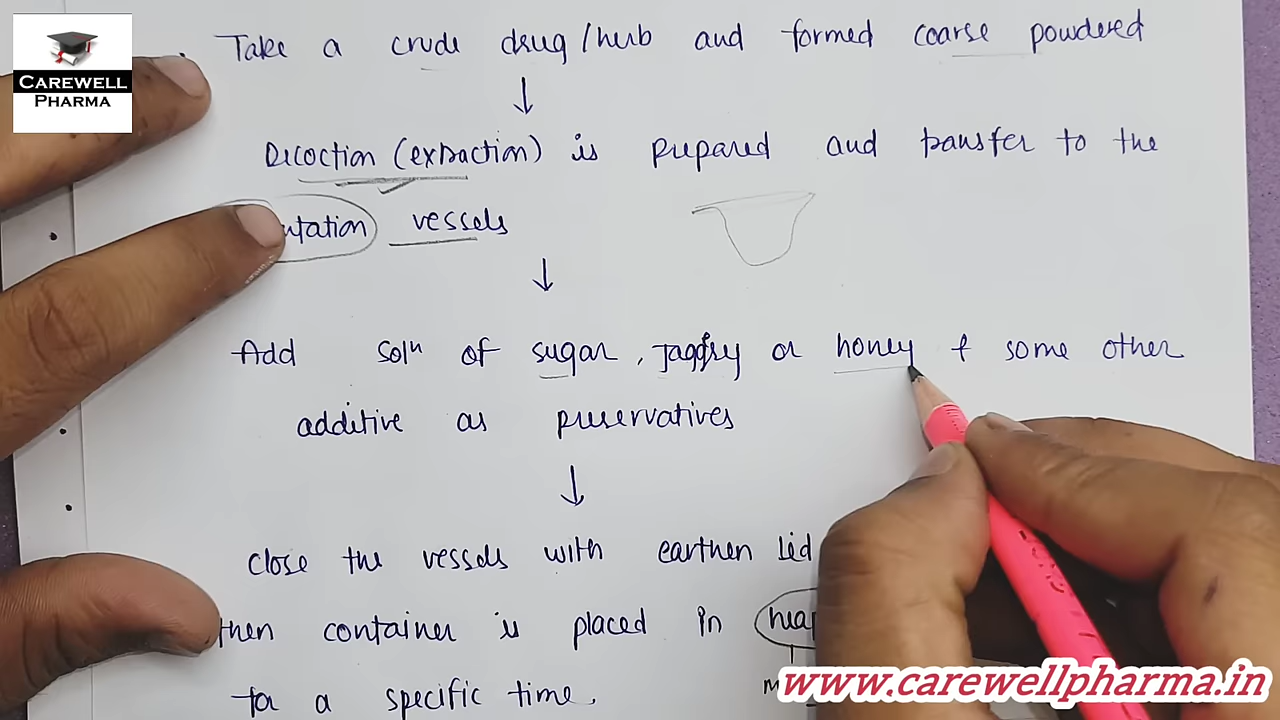 CAREWELL
PHARMA
Take a crude drug/herb and formed coarse powdered
↓
Decoction (extraction) is prepared and transfer to the
vessels
↓
Add solⁿ of sugar, Jaggery or honey & some other
additive as preservatives
↓
Close the vessels with earthen Lid
then container is placed in
for a specific time.
www.carewellpharma.in